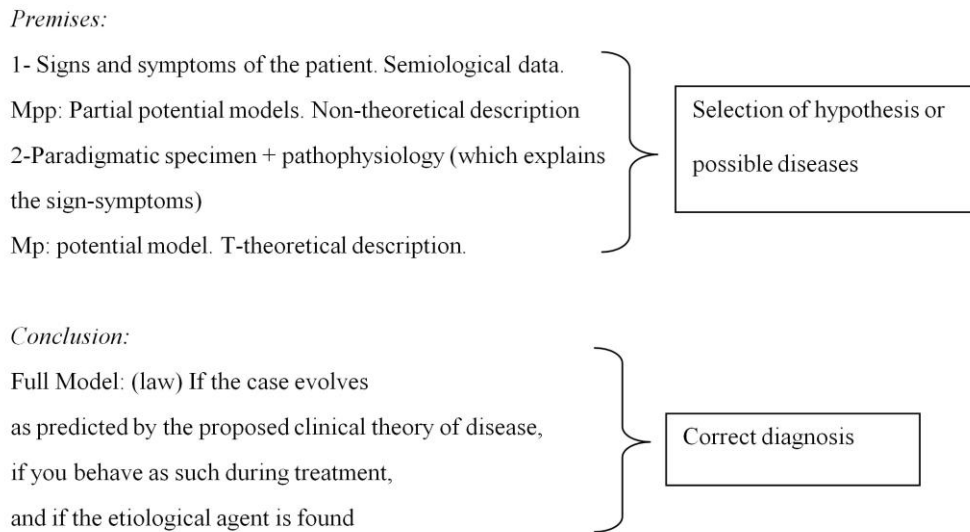 Premises:
1- Signs and symptoms of the patient. Semiological data.
Mpp: Partial potential models. Non-theoretical description
2-Paradigmatic specimen + pathophysiology (which explains
the sign-symptoms)
Mp: potential model. T-theoretical description.
Selection of hypothesis or
possible diseases
Conclusion:
Full Model: (law) If the case evolves
as predicted by the proposed clinical theory of disease,
if you behave as such during treatment,
and if the etiological agent is found
Correct diagnosis